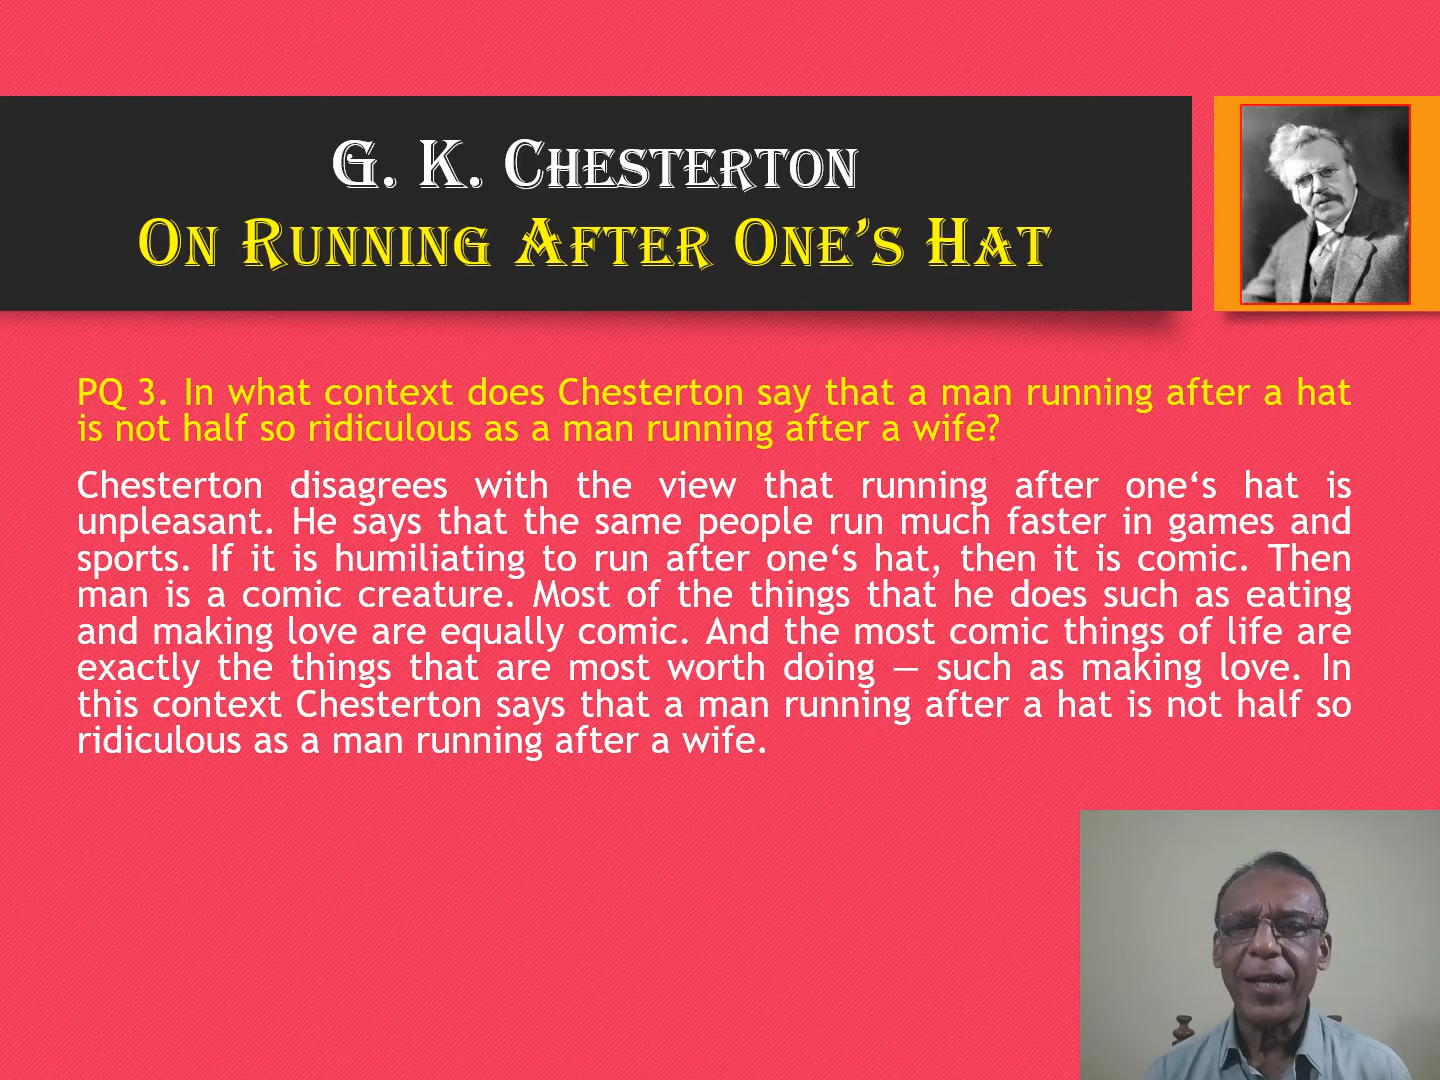 G. K. CHESTERTON
ON RUNNING AFTER ONE’S HAT
PQ 3. In what context does Chesterton say that a man running after a hat
is not half so ridiculous as a man running after a wife?
Chesterton disagrees with the view that running after one‘s hat is
unpleasant. He says that the same people run much faster in games and
sports. If it is humiliating to run after one‘s hat, then it is comic. Then
man is a comic creature. Most of the things that he does such as eating
and making love are equally comic. And the most comic things of life are
exactly the things that are most worth doing — such as making love. In
this context Chesterton says that a man running after a hat is not half so
ridiculous as a man running after a wife.